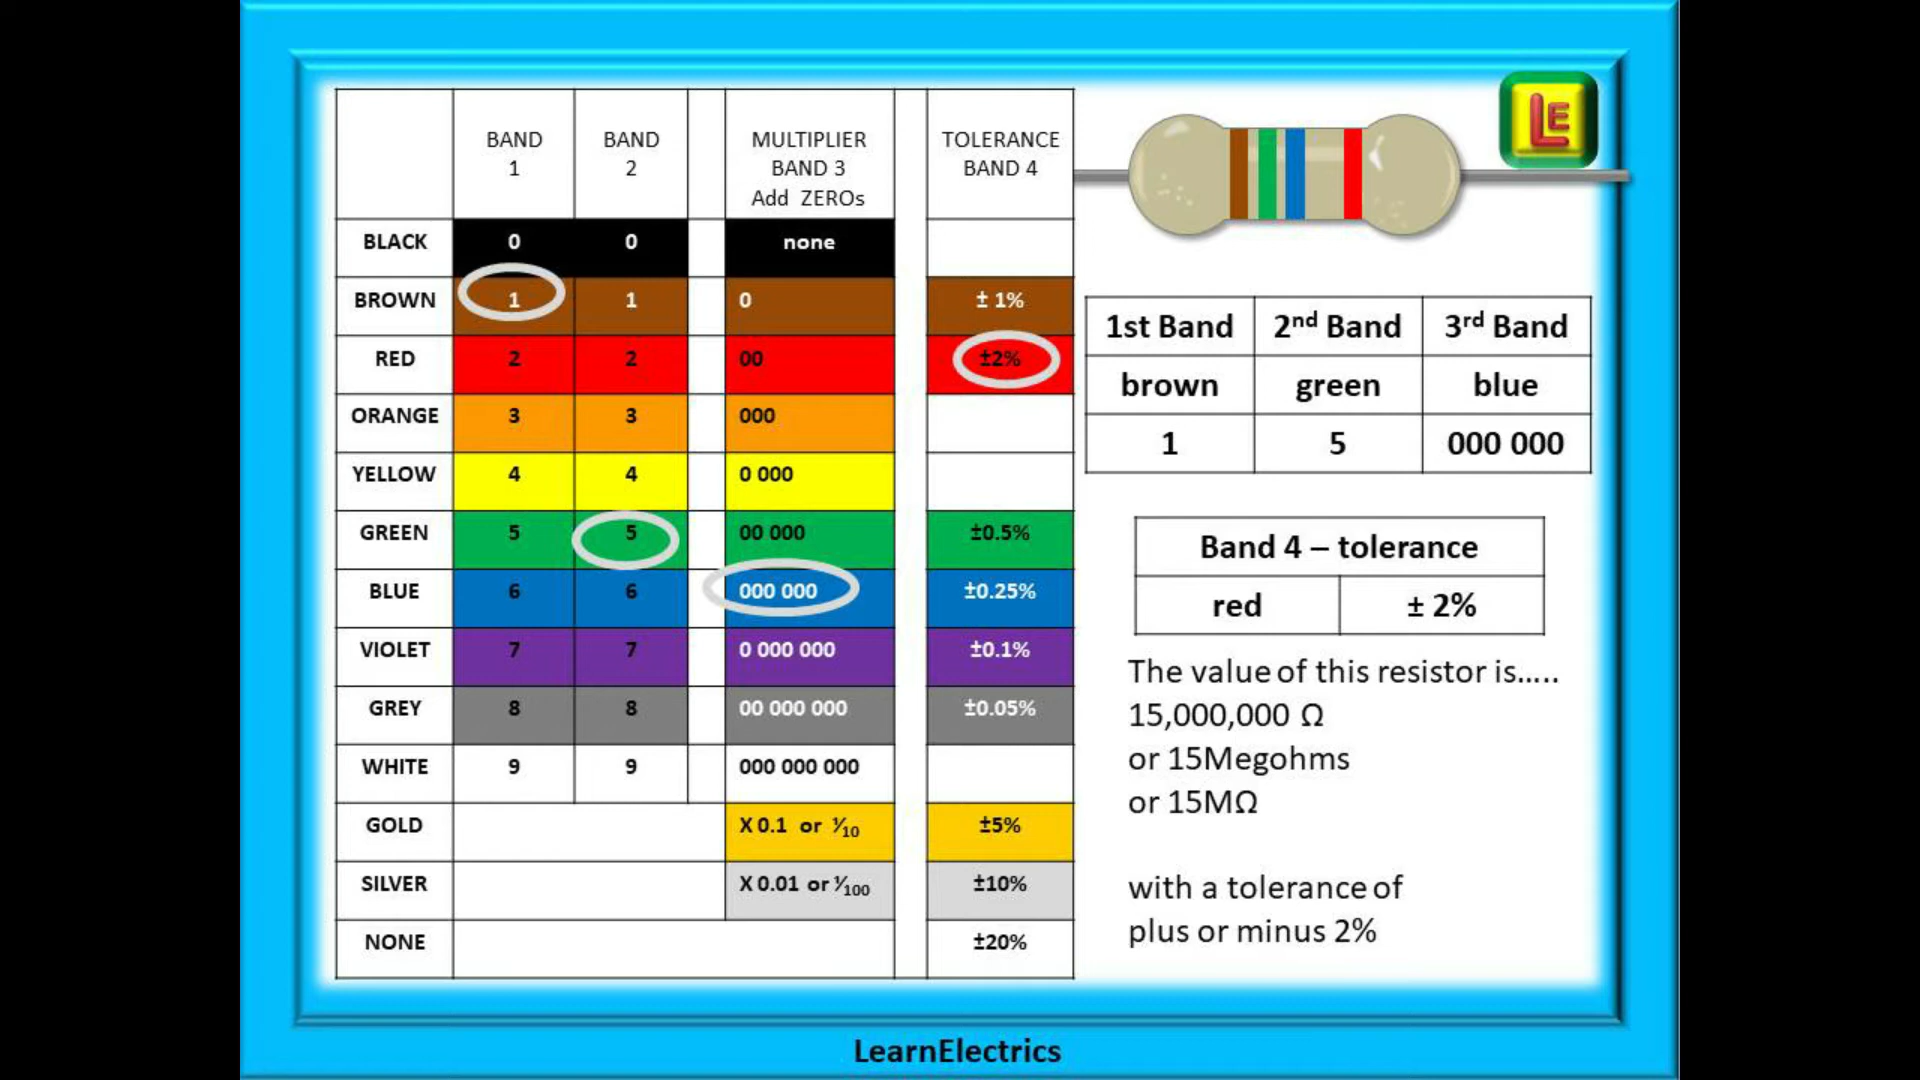 BAND 1 BAND 2 MULTIPLIER BAND 3 Add ZEROs TOLERANCE BAND 4
BLACK 0 0 none
BROWN 1 1 0 ± 1%
RED 2 2 00 ±2%
ORANGE 3 3 000
YELLOW 4 4 0 000
GREEN 5 5 00 000 ±0.5%
BLUE 6 6 000 000 ±0.25%
VIOLET 7 7 0 000 000 ±0.1%
GREY 8 8 00 000 000 ±0.05%
WHITE 9 9 000 000 000
GOLD X 0.1 or 1/10 ±5%
SILVER X 0.01 or 1/100 ±10%
NONE ±20%
LE
1st Band 2nd Band 3rd Band
brown green blue
1 5 000 000
Band 4 – tolerance
red ± 2%
The value of this resistor is.....
15,000,000 Ω
or 15Megohms
or 15MΩ
with a tolerance of
plus or minus 2%
LearnElectrics